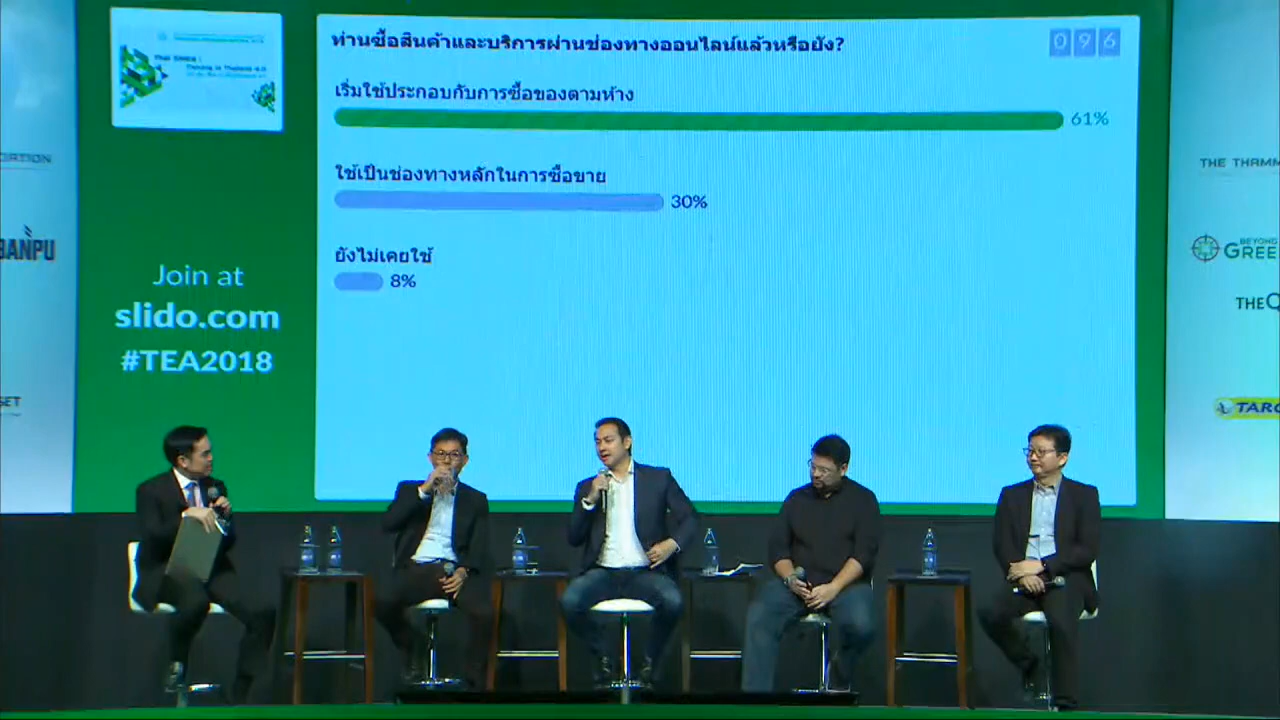 ท่านซื้อสินค้าและบริการผ่านช่องทางออนไลน์แล้วหรือยัง?
096
เริ่มใช้ประกอบกับการซื้อของตามห้าง
61%
ใช้เป็นช่องทางหลักในการซื้อขาย
30%
ยังไม่เคยใช้
8%
Join at
slido.com
#TEA2018
BANPU
SET
THE THAMM
BEYOND
GREE
THEQ
TARG